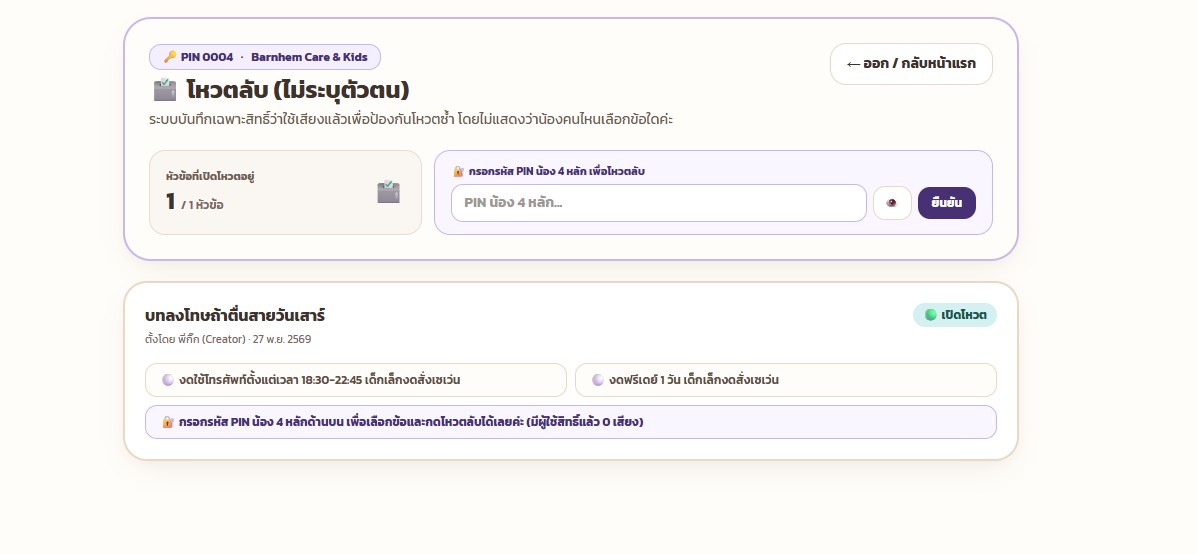 PIN 0004 · Barnhem Care & Kids
← ออก / กลับหน้าแรก
โหวตลับ (ไม่ระบุตัวตน)
ระบบบันทึกเฉพาะสิทธิ์ว่าใช้เสียงแล้วเพื่อป้องกันโหวตซ้ำ โดยไม่แสดงว่าน้องคนไหนเลือกข้อใดค่ะ
หัวข้อที่เปิดโหวตอยู่
1 / 1 หัวข้อ
กรอกรหัส PIN น้อง 4 หลัก เพื่อโหวตลับ
PIN น้อง 4 หลัก...
ยืนยัน
บทลงโทษถ้าตื่นสายวันเสาร์
เปิดโหวต
ตั้งโดย พี่กิ๊ก (Creator) · 27 พ.ย. 2569
งดใช้โทรศัพท์ตั้งแต่เวลา 18:30-22:45 เด็กเล็กงดสั่งเซเว่น
งดฟรีเดย์ 1 วัน เด็กเล็กงดสั่งเซเว่น
กรอกรหัส PIN น้อง 4 หลักด้านบน เพื่อเลือกข้อและกดโหวตลับได้เลยค่ะ (มีผู้ใช้สิทธิ์แล้ว 0 เสียง)